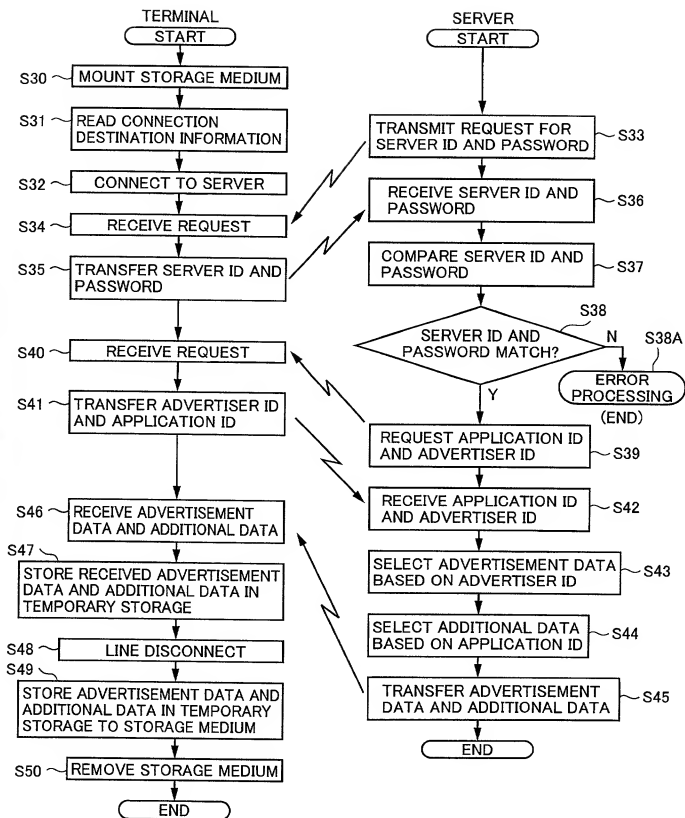 TERMINAL
START
S30
MOUNT STORAGE MEDIUM
S31
READ CONNECTION
DESTINATION INFORMATION
S32
CONNECT TO SERVER
S34
RECEIVE REQUEST
S35
TRANSFER SERVER ID AND
PASSWORD
S40
RECEIVE REQUEST
S41
TRANSFER ADVERTISER ID
AND APPLICATION ID
S46
RECEIVE ADVERTISEMENT
DATA AND ADDITIONAL DATA
S47
STORE RECEIVED ADVERTISEMENT
DATA AND ADDITIONAL DATA IN
TEMPORARY STORAGE
S48
LINE DISCONNECT
S49
STORE ADVERTISEMENT DATA AND
ADDITIONAL DATA IN TEMPORARY
STORAGE TO STORAGE MEDIUM
S50
REMOVE STORAGE MEDIUM
END
SERVER
START
TRANSMIT REQUEST FOR
SERVER ID AND PASSWORD
S33
RECEIVE SERVER ID AND
PASSWORD
S36
COMPARE SERVER ID AND
PASSWORD
S37
S38
SERVER ID AND
PASSWORD MATCH?
N
S38A
ERROR
PROCESSING
(END)
Y
REQUEST APPLICATION ID
AND ADVERTISER ID
S39
RECEIVE APPLICATION ID
AND ADVERTISER ID
S42
SELECT ADVERTISEMENT DATA
BASED ON ADVERTISER ID
S43
SELECT ADDITIONAL DATA
BASED ON APPLICATION ID
S44
TRANSFER ADVERTISEMENT
DATA AND ADDITIONAL DATA
S45
END